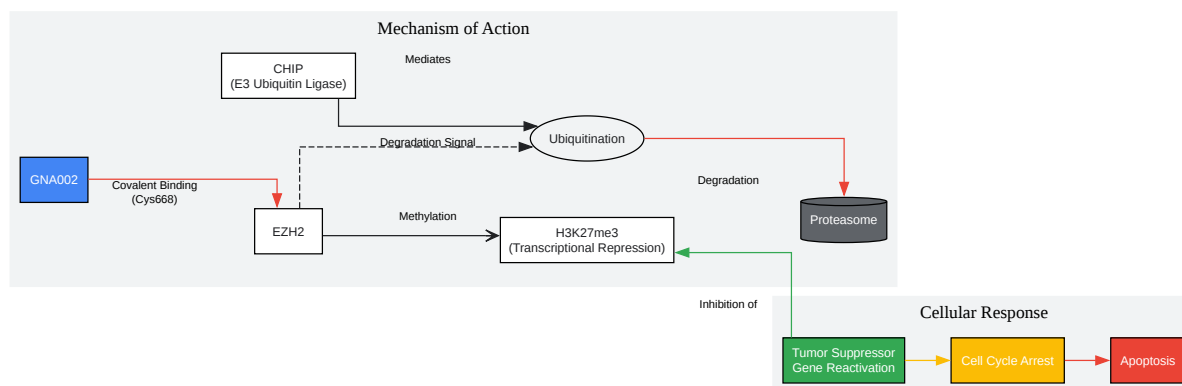 Mechanism of Action
CHIP
(E3 Ubiquitin Ligase)
Mediates
Ubiquitination
Degradation Signal
GNA002
Covalent Binding
(Cys668)
Degradation
Proteasome
EZH2
Methylation
H3K27me3
(Transcriptional Repression)
Inhibition of
Cellular Response
Tumor Suppressor
Gene Reactivation
Cell Cycle Arrest
Apoptosis